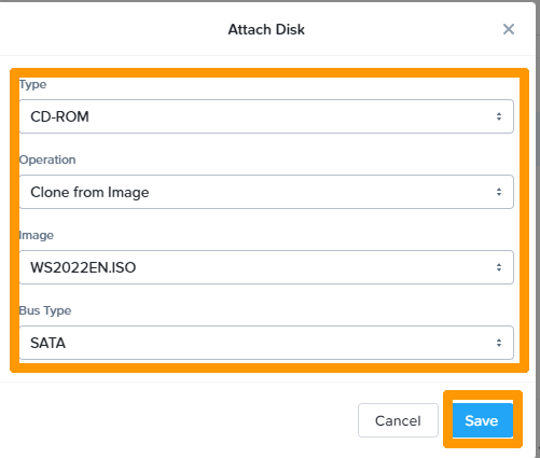 Attach Disk
Type
CD-ROM
Operation
Clone from Image
Image
WS2022EN.ISO
Bus Type
SATA
Cancel
Save